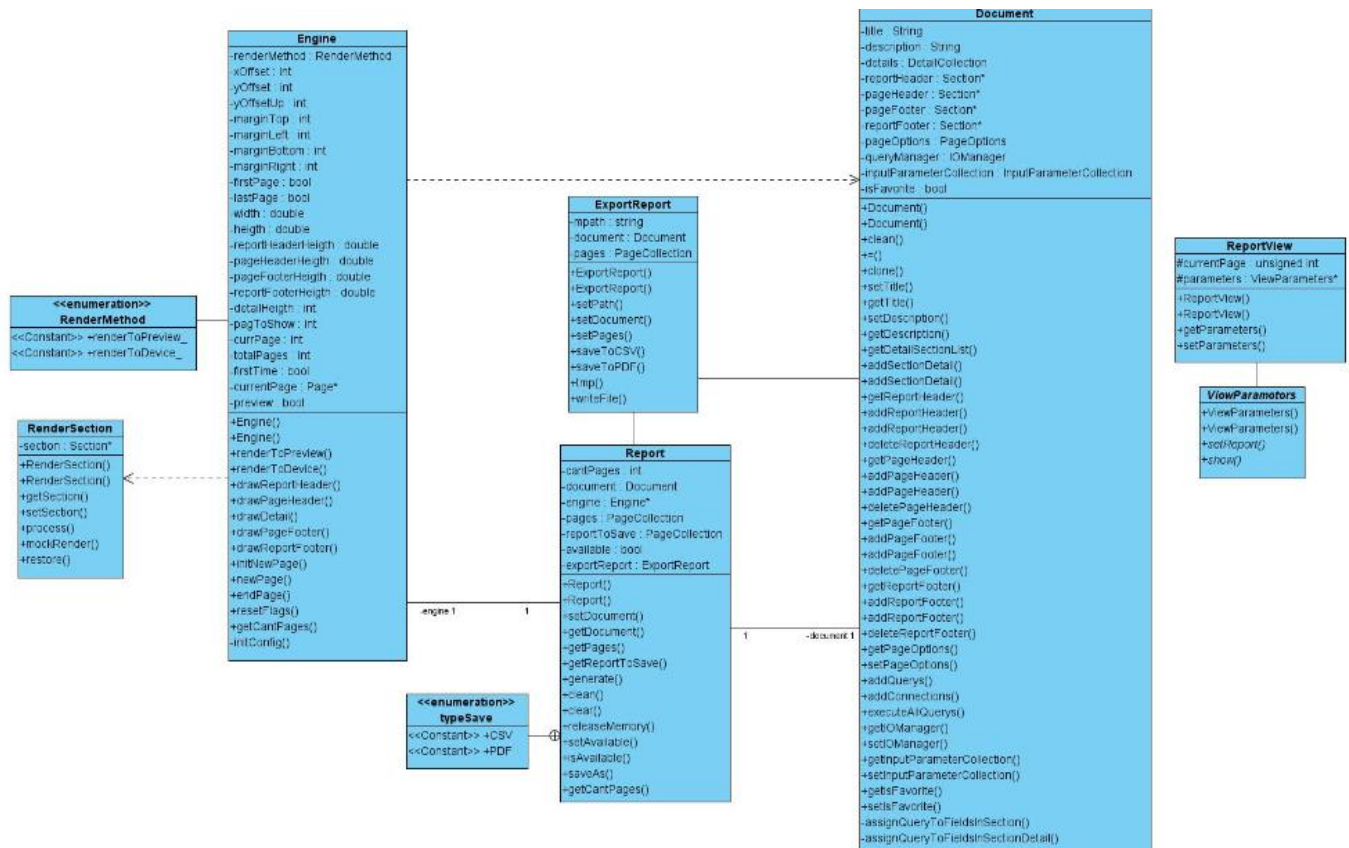 Engine
-renderMethod : RenderMethod
-xOffset : int
-yOffset : int
-yOffsetUp : int
-marginTop : int
-marginLeft : int
-marginBottom : int
-marginRight : int
-firstPage : bool
-lastPage : bool
-width : double
-heigth : double
-reportHeaderHeigth : double
-pageHeaderHeigth : double
-pageFooterHeigth : double
-reportFooterHeigth : double
-detailHeigth : int
-pagToShow : int
-currPage : int
-totalPages : int
-firstTime : bool
-currentPage : Page*
-preview : bool
+Engine()
+Engine()
+renderToPreview()
+renderToDevice()
+drawReportHeader()
+drawPageHeader()
+drawDetail()
+drawPageFooter()
+drawReportFooter()
+initNewPage()
+newPage()
+endPage()
+resetFlags()
+getCantPages()
-initConfig()
<<enumeration>>
RenderMethod
<<Constant>> +renderToPreview_
<<Constant>> +renderToDevice_
RenderSection
-section : Section*
+RenderSection()
+RenderSection()
+getSection()
+setSection()
+process()
+mockRender()
+restore()
ExportReport
-mpath : string
-document : Document
-pages : PageCollection
+ExportReport()
+ExportReport()
+setPath()
+setDocument()
+setPages()
+saveToCSV()
+saveToPDF()
+writeFile()
Report
-cantPages : int
-document : Document
-engine : Engine*
-pages : PageCollection
-reportToSave : PageCollection
-available : bool
-exportReport : ExportReport
+Report()
+Report()
+setDocument()
+getDocument()
+getPages()
+getReportToSave()
+generate()
+clean()
+clear()
+releaseMemory()
+setAvailable()
+isAvailable()
+saveAs()
+getCantPages()
-engine 1
1
1
-document 1
<<enumeration>>
typeSave
<<Constant>> +CSV
<<Constant>> +PDF
Document
-title : String
-description : String
-details : DetailCollection
-reportHeader : Section*
-pageHeader : Section*
-pageFooter : Section*
-reportFooter : Section*
-pageOptions : PageOptions
-queryManager : IOManager
-inputParameterCollection : InputParameterCollection
-isFavorite : bool
+Document()
+Document()
+clean()
+=()
+clone()
+setTitle()
+getTitle()
+setDescription()
+getDescription()
+getDetailSectionList()
+addSectionDetail()
+addSectionDetail()
+getReportHeader()
+addReportHeader()
+addReportHeader()
+deleteReportHeader()
+getPageHeader()
+addPageHeader()
+addPageHeader()
+deletePageHeader()
+getPageFooter()
+addPageFooter()
+addPageFooter()
+deletePageFooter()
+getReportFooter()
+addReportFooter()
+addReportFooter()
+deleteReportFooter()
+getPageOptions()
+setPageOptions()
+addQuerys()
+addConnections()
+executeAllQuerys()
+getIOManager()
+setIOManager()
+getInputParameterCollection()
+setInputParameterCollection()
+getIsFavorite()
+setIsFavorite()
-assignQueryToFieldsInSection()
-assignQueryToFieldsInSectionDetail()
ReportView
#currentPage : unsigned int
#parameters : ViewParameters*
+ReportView()
+ReportView()
+getParameters()
+setParameters()
ViewParamotors
+ViewParameters()
+ViewParameters()
+setReport()
+show()